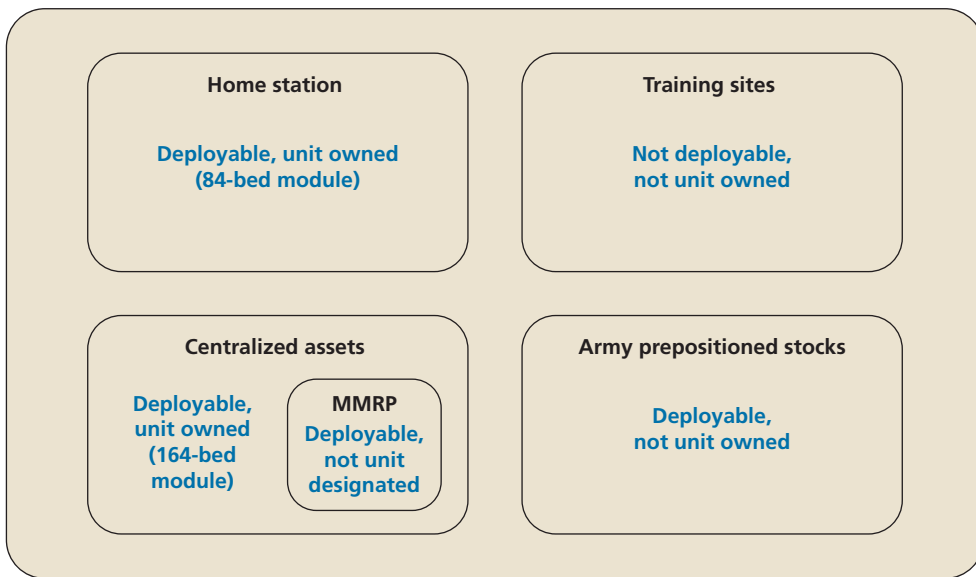 Home station
Deployable, unit owned
(84-bed module)
Training sites
Not deployable,
not unit owned
Centralized assets
Deployable,
unit owned
(164-bed
module)
MMRP
Deployable,
not unit
designated
Army prepositioned stocks
Deployable,
not unit owned